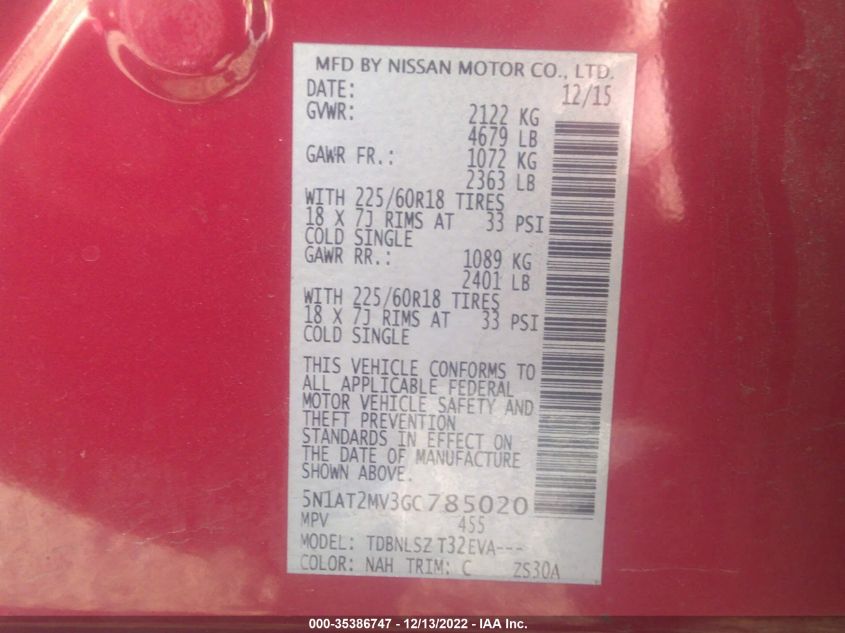 MFD BY NISSAN MOTOR CO., LTD.
DATE: 12/15
GVWR: 2122 KG
4679 LB
GAWR FR.: 1072 KG
2363 LB
WITH 225/60R18 TIRES
18 X 7J RIMS AT 33 PSI
COLD SINGLE
GAWR RR.: 1089 KG
2401 LB
WITH 225/60R18 TIRES
18 X 7J RIMS AT 33 PSI
COLD SINGLE
THIS VEHICLE CONFORMS TO
ALL APPLICABLE FEDERAL
MOTOR VEHICLE SAFETY AND
THEFT PREVENTION
STANDARDS IN EFFECT ON
THE DATE OF MANUFACTURE
SHOWN ABOVE.
5N1AT2MV3GC785020
MPV 455
MODEL: TDBNLSZ T32EVA---
COLOR: NAH TRIM: C ZS30A
000-35386747 - 12/13/2022 - IAA Inc.